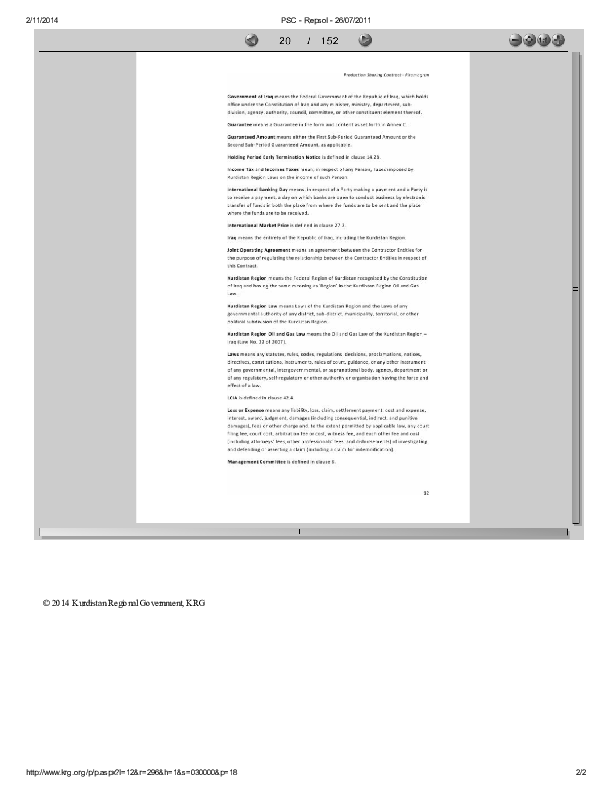 2/11/2014
PSC - Repsol - 26/07/2011
20 / 152
Production Sharing Contract - Piramagrun
Government of Iraq means the Federal Government of the Republic of Iraq, which holds
office under the Constitution of Iraq and any minister, ministry, department, sub-
division, agency, authority, council, committee, or other constituent element thereof.
Guarantee means a Guarantee in the form and content as set forth in Annex C.
Guaranteed Amount means either the First Sub-Period Guaranteed Amount or the
Second Sub-Period Guaranteed Amount, as applicable.
Holding Period Early Termination Notice is defined in clause
Income Tax and Incomes Taxes mean, in respect of any Person, Taxes imposed by
Kurdistan Region Laws on the income of such Person.
International Banking Day means, in respect of a Party making a payment and a Party is
to receive a payment, a day on which banks are open to conduct business by electronic
transfer of funds in both the place from where the funds are to be sent and the place
where the funds are to be received.
International Market Price is defined in clause 27.2.
Iraq means the entirety of the Republic of Iraq, including the Kurdistan Region.
Joint Operating Agreement means an agreement between the Contractor Entities for
the purpose of regulating the relationship between the Contractor Entities in respect of
this Contract.
Kurdistan Region means the Federal Region of Kurdistan recognised by the Constitution
of Iraq and having the same meaning as 'Region' in the Kurdistan Region Oil and Gas
Law.
Kurdistan Region Law means Laws of the Kurdistan Region and the Laws of any
governmental authority of any district, sub-district, municipality, territorial, or other
political subdivision of the Kurdistan Region.
Kurdistan Region Oil and Gas Law means the Oil and Gas Law of the Kurdistan Region –
Iraq (Law No. 22 of 2007).
Laws means any statutes, rules, codes, regulations, decisions, proclamations, notices,
directives, constitutions, instruments, rules of court, guidance, or any other instrument
of any governmental, intergovernmental, or supranational body, agency, department or
of any regulatory, self-regulatory or other authority or organisation having the force and
effect of a law.
LCIA is defined in clause 42.4.
Loss or Expense means any liability, loss, claim, settlement payment, cost and expense,
interest, award, judgment, damages (including consequential, indirect, and punitive
damages), fees or other charge and, to the extent permitted by applicable law, any court
filing fee, court cost, arbitration fee or cost, witness fee, and each other fee and cost
(including attorneys' fees, other professionals' fees, and disbursements) of investigating
and defending or asserting a claim (including a claim for indemnification).
Management Committee is defined in clause 8.
12
© 2014 Kurdistan Regional Government, KRG
http://www.krg.org/p/p.aspx?l=12&r=296&h=1&s=030000&p=18
2/2